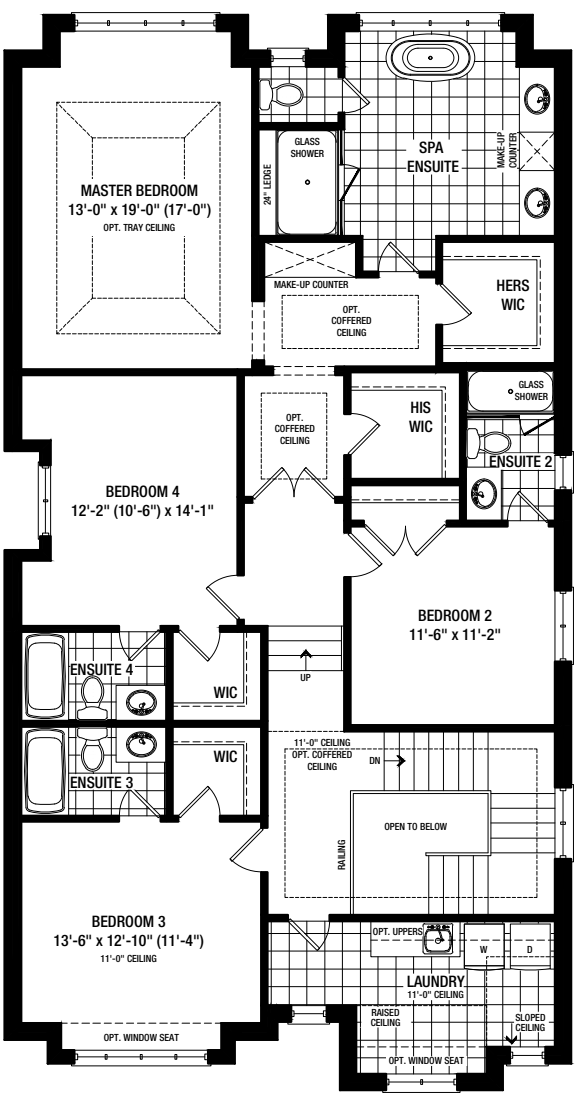 GLASS
SHOWER
24" LEDGE
SPA
ENSUITE
MAKE-UP
COUNTER
MASTER BEDROOM
13'-0" x 19'-0" (17'-0")
OPT. TRAY CEILING
MAKE-UP COUNTER
OPT.
COFFERED
CEILING
HERS
WIC
OPT.
COFFERED
CEILING
HIS
WIC
GLASS
SHOWER
ENSUITE 2
BEDROOM 4
12'-2" (10'-6") x 14'-1"
BEDROOM 2
11'-6" x 11'-2"
ENSUITE 4
WIC
UP
ENSUITE 3
WIC
11'-0" CEILING
OPT. COFFERED
CEILING
DN
RAILING
OPEN TO BELOW
BEDROOM 3
13'-6" x 12'-10" (11'-4")
11'-0" CEILING
OPT. WINDOW SEAT
OPT. UPPERS
W
D
LAUNDRY
11'-0" CEILING
RAISED
CEILING
SLOPED
CEILING
OPT. WINDOW SEAT